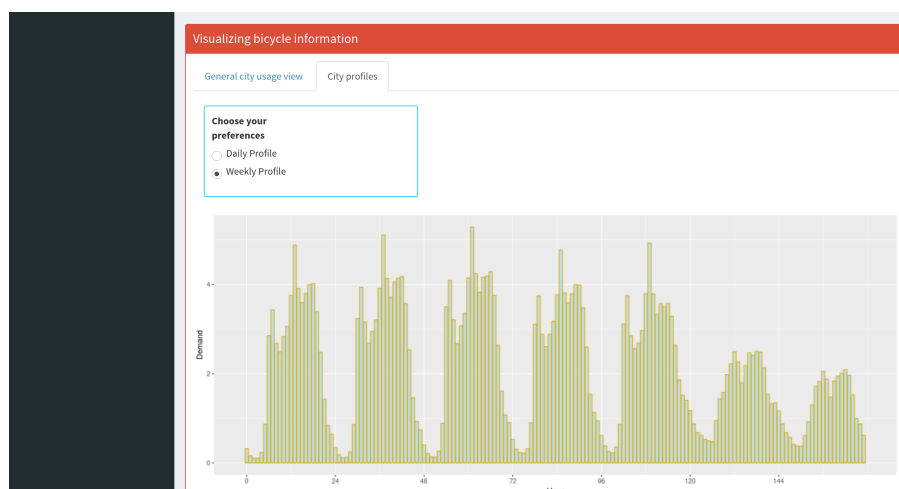 Visualizing bicycle information
General city usage view
City profiles
Choose your
preferences
Daily Profile
Weekly Profile
Demand
4
2
0
0
24
48
72
96
120
144